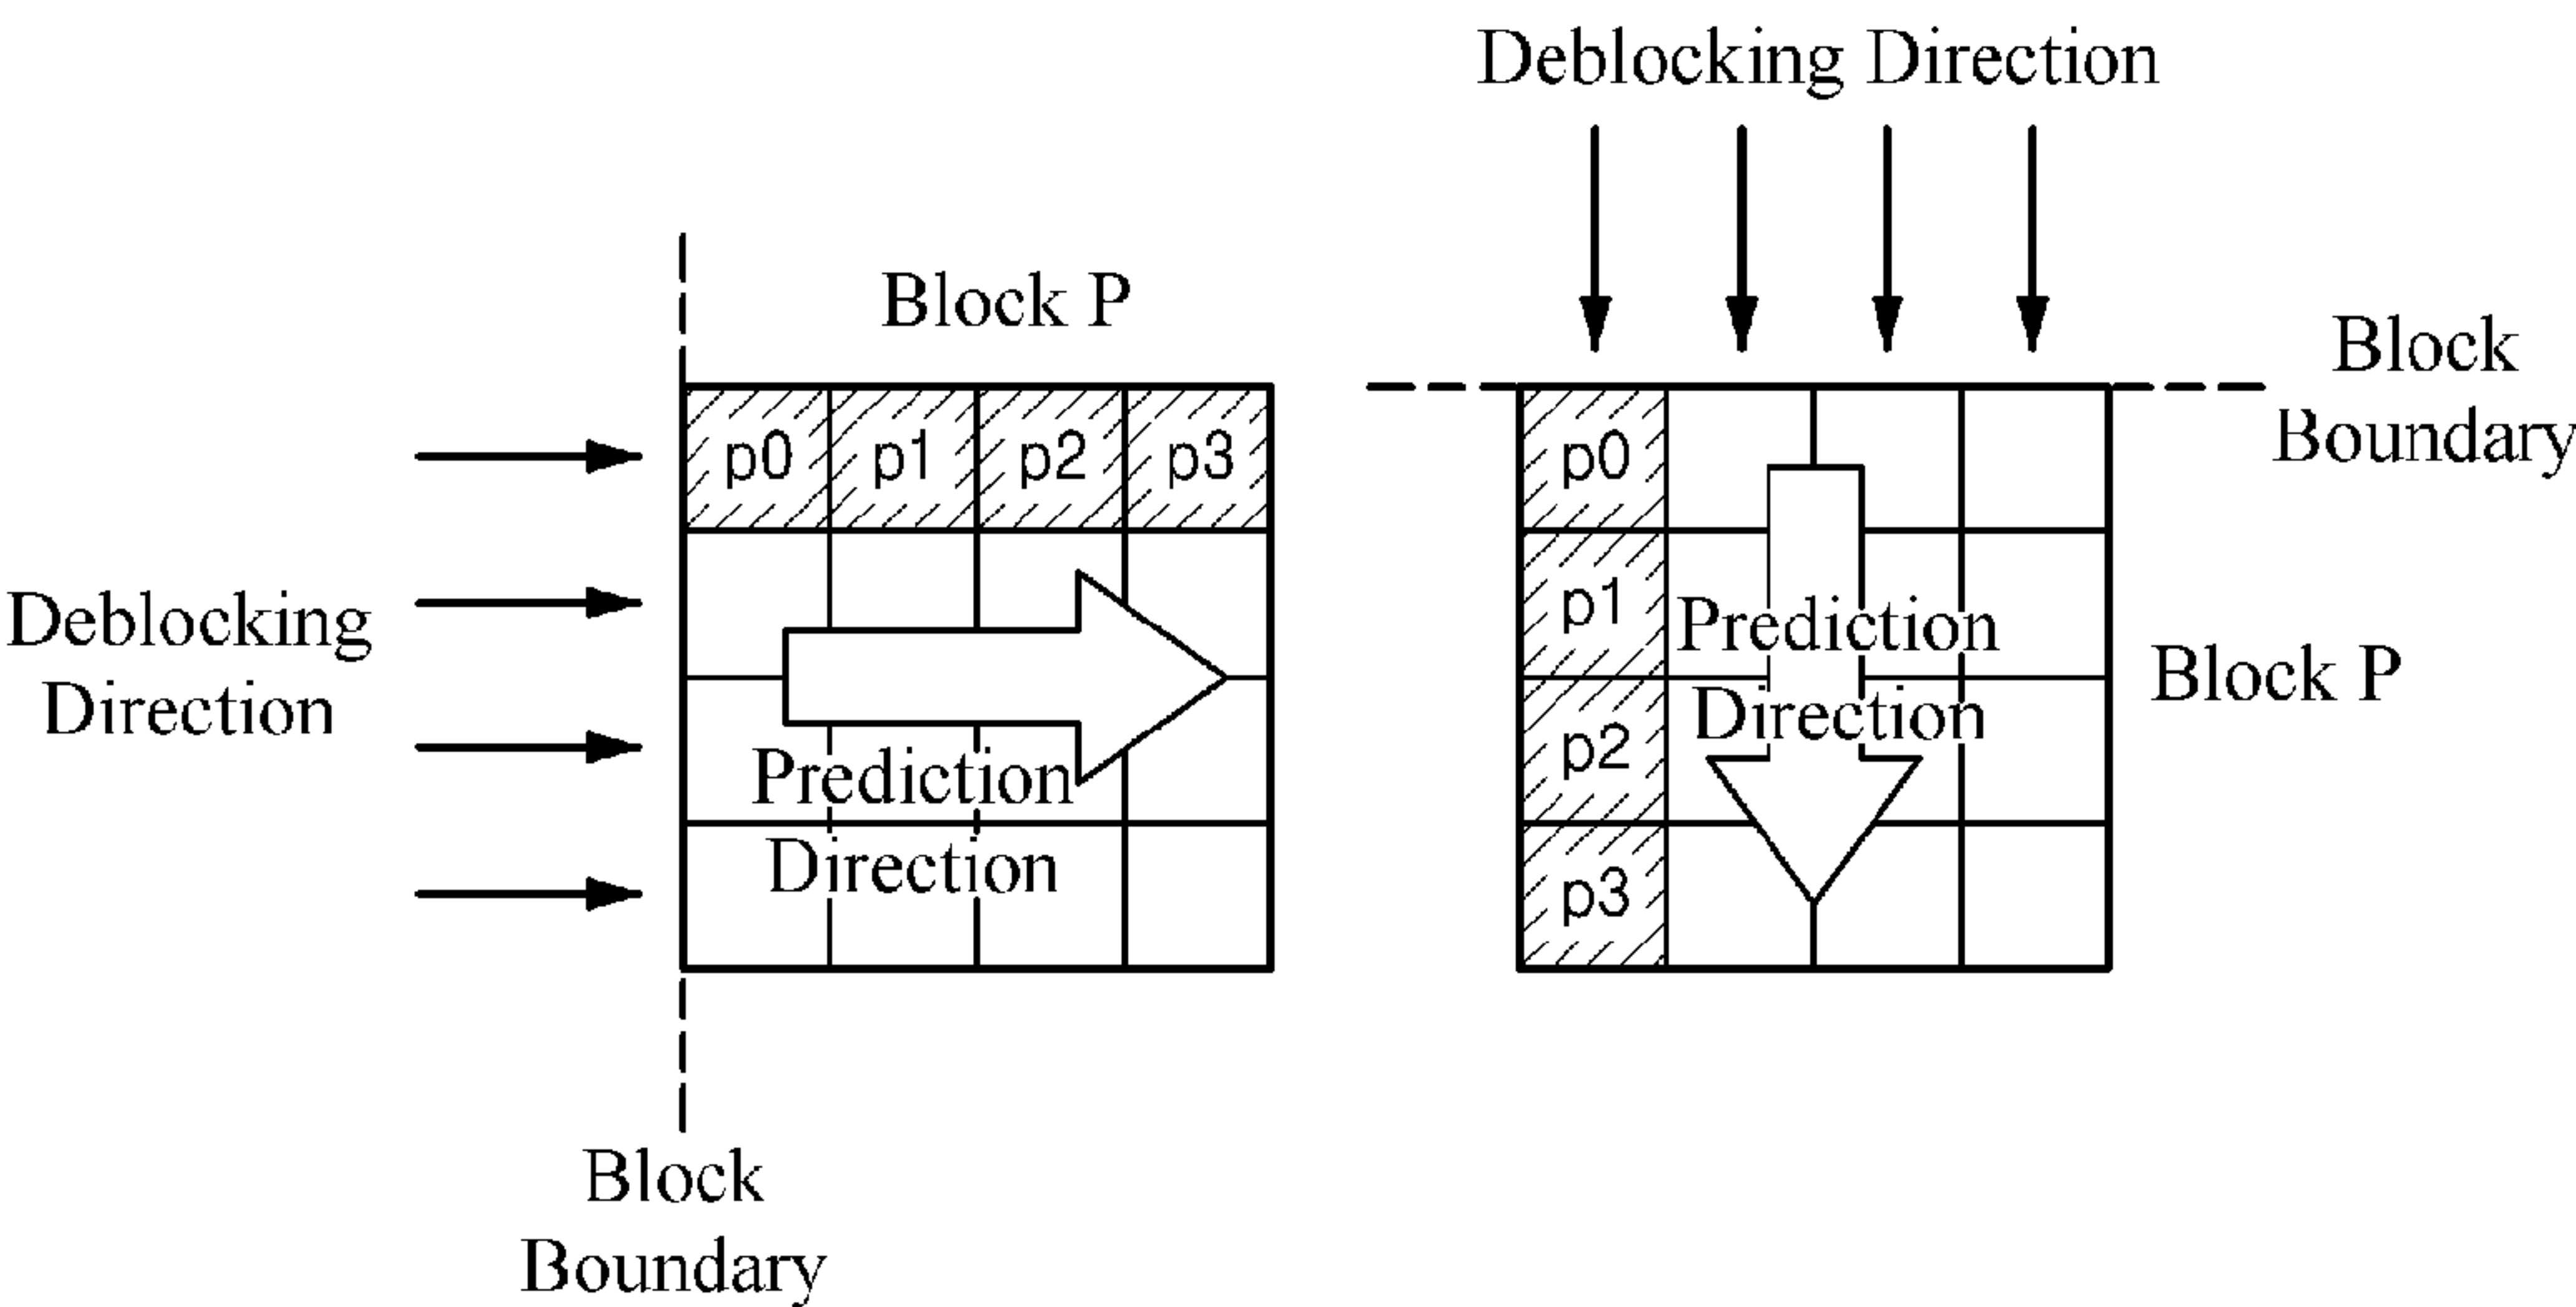 Block P
p0 p1 p2 p3
Deblocking
Direction
Prediction
Direction
Block
Boundary
Deblocking Direction
Block
Boundary
p0
p1
p2
p3
Prediction
Direction
Block P